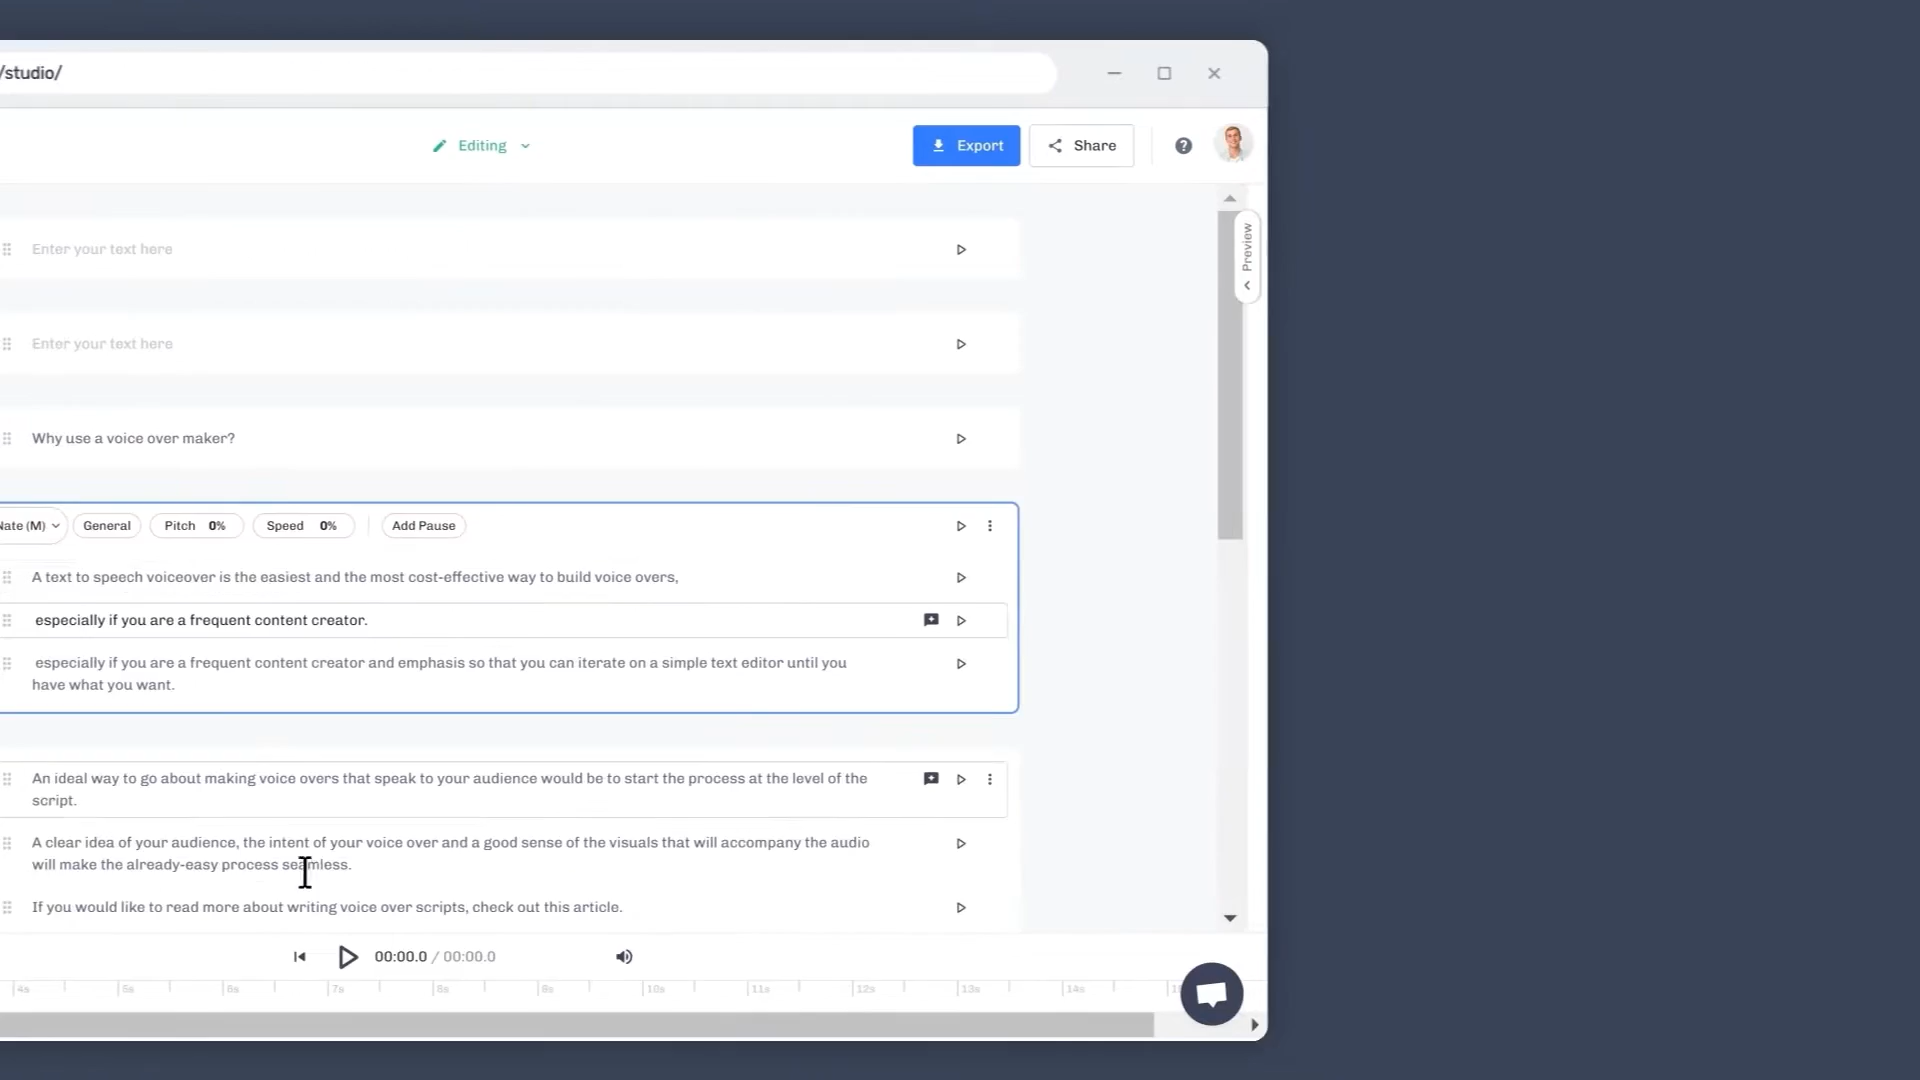 /studio/
Editing
Export
Share
?
Enter your text here
Preview
Enter your text here
Why use a voice over maker?
Nate (M)
General
Pitch 0%
Speed 0%
Add Pause
A text to speech voiceover is the easiest and the most cost-effective way to build voice overs,
especially if you are a frequent content creator.
especially if you are a frequent content creator and emphasis so that you can iterate on a simple text editor until you
have what you want.
An ideal way to go about making voice overs that speak to your audience would be to start the process at the level of the
script.
A clear idea of your audience, the intent of your voice over and a good sense of the visuals that will accompany the audio
will make the already-easy process seamless.
If you would like to read more about writing voice over scripts, check out this article.
00:00.0 / 00:00.0
4s 5s 6s 7s 8s 9s 10s 11s 12s 13s 14s